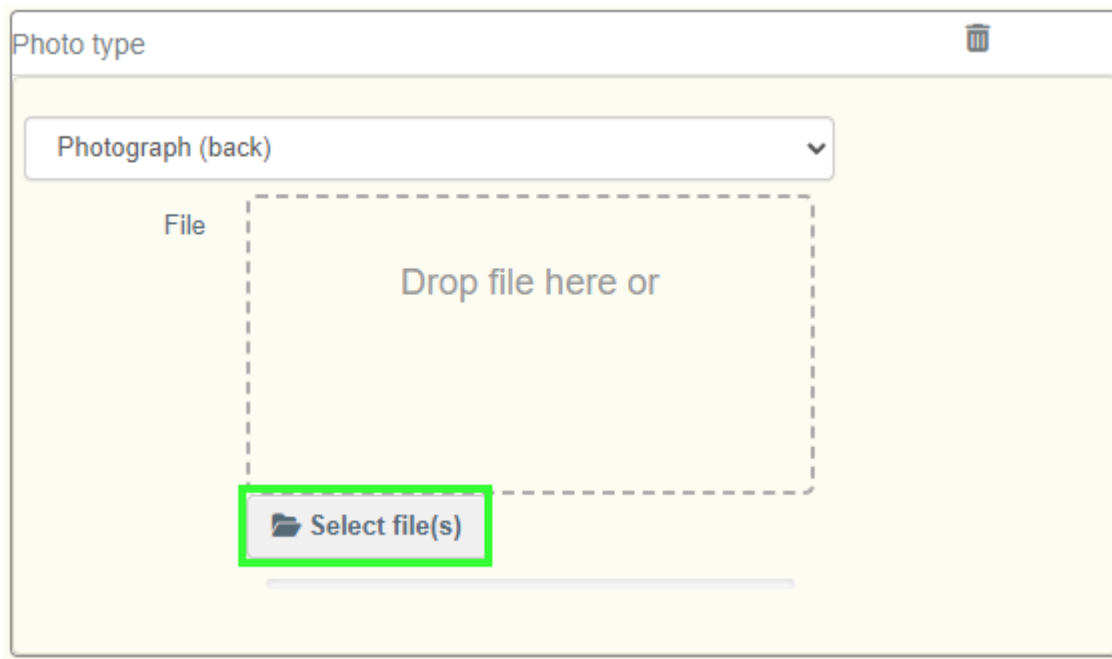 Photo type
Photograph (back)
File
Drop file here or
Select file(s)